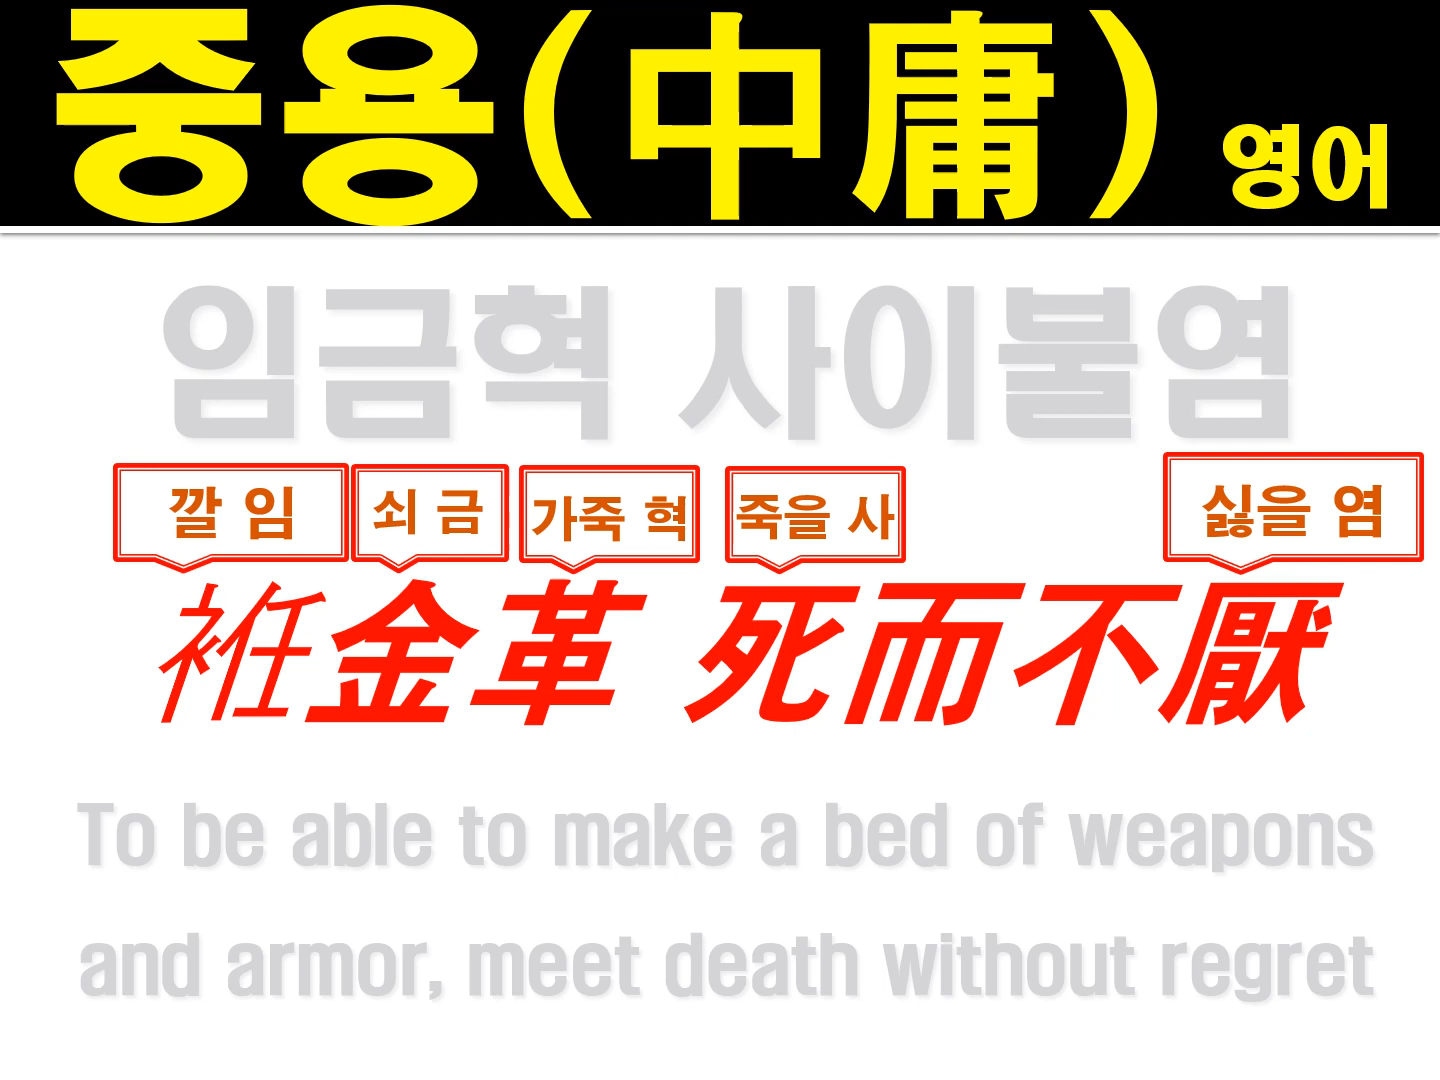 중용(中庸) 영어
임금혁 사이불염
깔 임 쇠 금 가죽 혁 죽을 사 싫을 염
衽金革 死而不厭
To be able to make a bed of weapons
and armor, meet death without regret